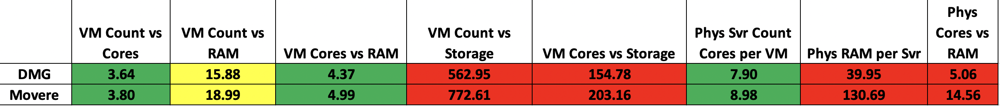 VM Count vs Cores VM Count vs RAM VM Cores vs RAM VM Count vs Storage VM Cores vs Storage Phys Svr Count Cores per VM Phys RAM per Svr Phys Cores vs RAM
DMG 3.64 15.88 4.37 562.95 154.78 7.90 39.95 5.06
Movere 3.80 18.99 4.99 772.61 203.16 8.98 130.69 14.56